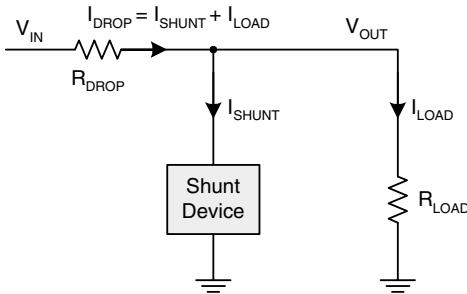 I_DROP = I_SHUNT + I_LOAD
V_IN
V_OUT
R_DROP
I_SHUNT
I_LOAD
Shunt
Device
R_LOAD